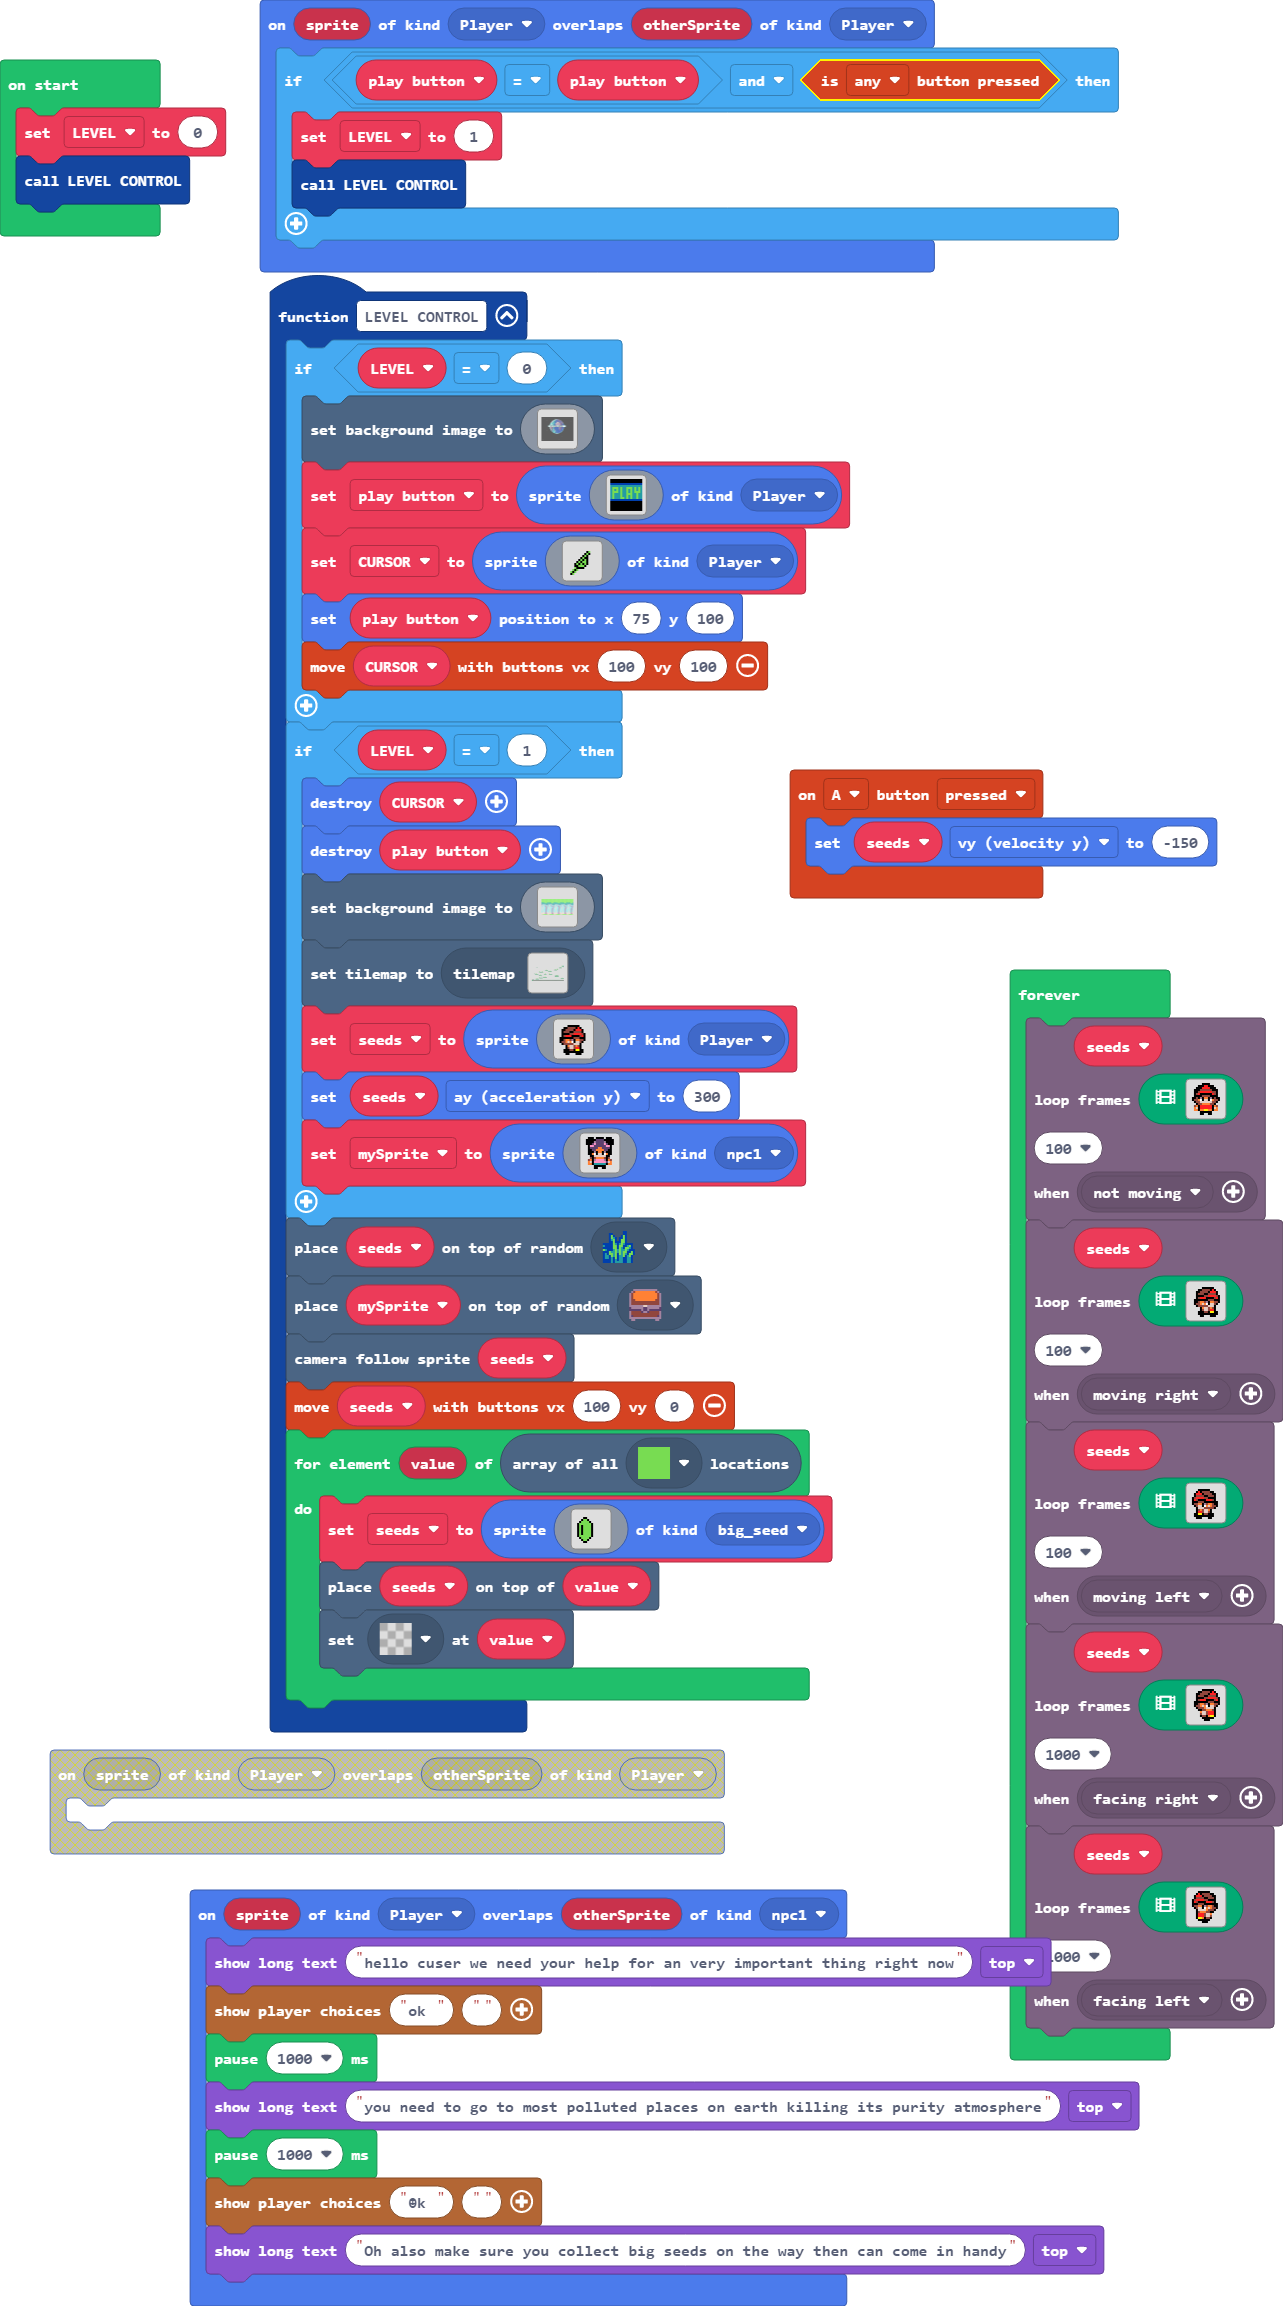 on sprite of kind Player overlaps otherSprite of kind Player
if play button = play button and is any button pressed then
set LEVEL to 1
call LEVEL CONTROL
on start
set LEVEL to 0
call LEVEL CONTROL
function LEVEL CONTROL
if LEVEL = 0 then
set background image to
set play button to sprite PLAY of kind Player
set CURSOR to sprite of kind Player
set play button position to x 75 y 100
move CURSOR with buttons vx 100 vy 100
if LEVEL = 1 then
destroy CURSOR
destroy play button
set background image to
set tilemap to tilemap
set seeds to sprite of kind Player
set seeds ay (acceleration y) to 300
set mySprite to sprite of kind npc1
place seeds on top of random
place mySprite on top of random
camera follow sprite seeds
move seeds with buttons vx 100 vy 0
for element value of array of all locations
do
set seeds to sprite of kind big_seed
place seeds on top of value
set at value
on A button pressed
set seeds vy (velocity y) to -150
forever
seeds
loop frames
100
when not moving
seeds
loop frames
100
when moving right
seeds
loop frames
100
when moving left
seeds
loop frames
1000
when facing right
seeds
loop frames
000
when facing left
on sprite of kind Player overlaps otherSprite of kind Player
on sprite of kind Player overlaps otherSprite of kind npc1
show long text "hello cuser we need your help for an very important thing right now" top
show player choices "ok " " "
pause 1000 ms
show long text "you need to go to most polluted places on earth killing its purity atmosphere" top
pause 1000 ms
show player choices "0k " " "
show long text "Oh also make sure you collect big seeds on the way then can come in handy" top